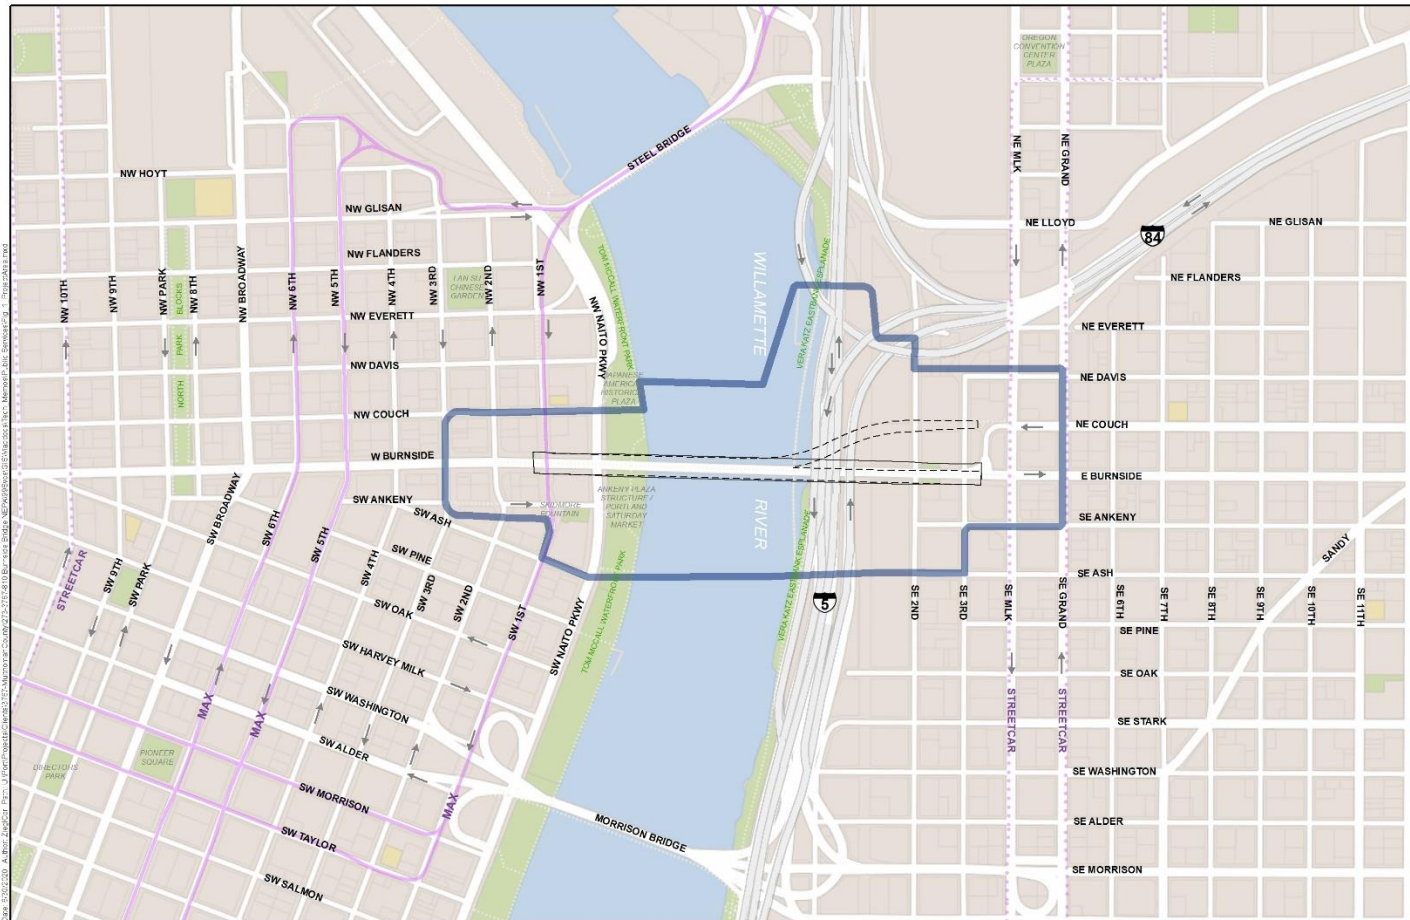 OREGON
CONVENTION
CENTER
PLAZA
STEEL BRIDGE
NE MLK
NE GRAND
NW HOYT
NW GLISAN
NE LLOYD
NE GLISAN
84
NW FLANDERS
NE FLANDERS
NW 10TH
NW 9TH
NW PARK
NORTH PARK BLOCKS
NW 8TH
NW BROADWAY
NW 6TH
NW 5TH
NW 4TH
NW 3RD
LAN SU
CHINESE
GARDEN
NW 2ND
NW 1ST
NW NAITO PKWY
TOM MCCALL WATERFRONT PARK
WILLAMETTE
VERA KATZ EASTBANK ESPLANADE
NW EVERETT
NE EVERETT
NW DAVIS
JAPANESE
AMERICAN
HISTORICAL
PLAZA
NE DAVIS
NW COUCH
NE COUCH
W BURNSIDE
E BURNSIDE
SW ANKENY
SKIDMORE
FOUNTAIN
ANKENY PLAZA
STRUCTURE /
PORTLAND
SATURDAY
MARKET
RIVER
SE ANKENY
SW ASH
SW BROADWAY
SW 6TH
SW 5TH
SW PINE
SW 4TH
SW 3RD
SW 2ND
SW 1ST
SW NAITO PKWY
TOM MCCALL WATERFRONT PARK
VERA KATZ EASTBANK ESPLANADE
SE ASH
SANDY
STREETCAR
SW 9TH
SW PARK
SW OAK
5
SE 2ND
SE 3RD
SE MLK
SE GRAND
SE 6TH
SE 7TH
SE 8TH
SE 9TH
SE 10TH
SE 11TH
SE PINE
SW HARVEY MILK
SE OAK
SW WASHINGTON
MAX
MAX
STREETCAR
STREETCAR
SE STARK
SW ALDER
PIONEER
SQUARE
DIRECTORS
PARK
SE WASHINGTON
SW MORRISON
MAX
MORRISON BRIDGE
SE ALDER
SW TAYLOR
SE MORRISON
SW SALMON